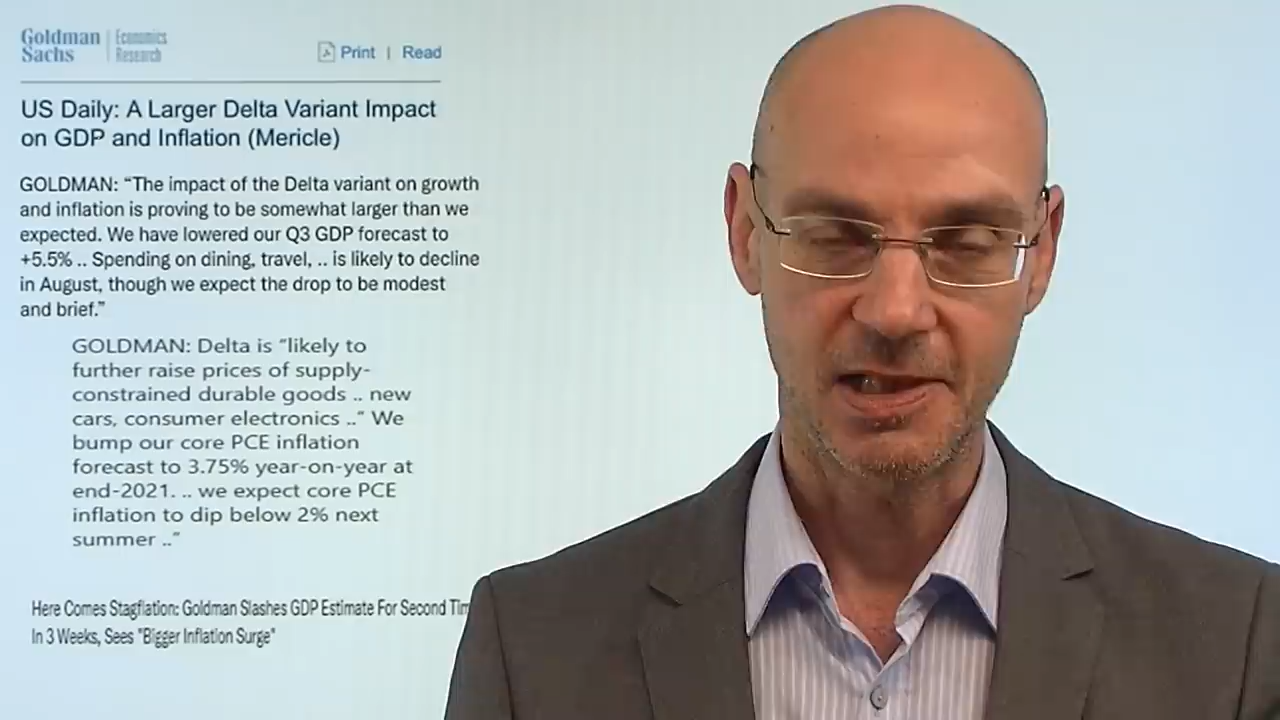 Goldman
Sachs
Economics
Research
Print | Read
US Daily: A Larger Delta Variant Impact
on GDP and Inflation (Mericle)
GOLDMAN: “The impact of the Delta variant on growth
and inflation is proving to be somewhat larger than we
expected. We have lowered our Q3 GDP forecast to
+5.5% .. Spending on dining, travel, .. is likely to decline
in August, though we expect the drop to be modest
and brief.”
GOLDMAN: Delta is “likely to
further raise prices of supply-
constrained durable goods .. new
cars, consumer electronics ..” We
bump our core PCE inflation
forecast to 3.75% year-on-year at
end-2021. .. we expect core PCE
inflation to dip below 2% next
summer ..”
Here Comes Stagflation: Goldman Slashes GDP Estimate For Second Tim
In 3 Weeks, Sees "Bigger Inflation Surge"